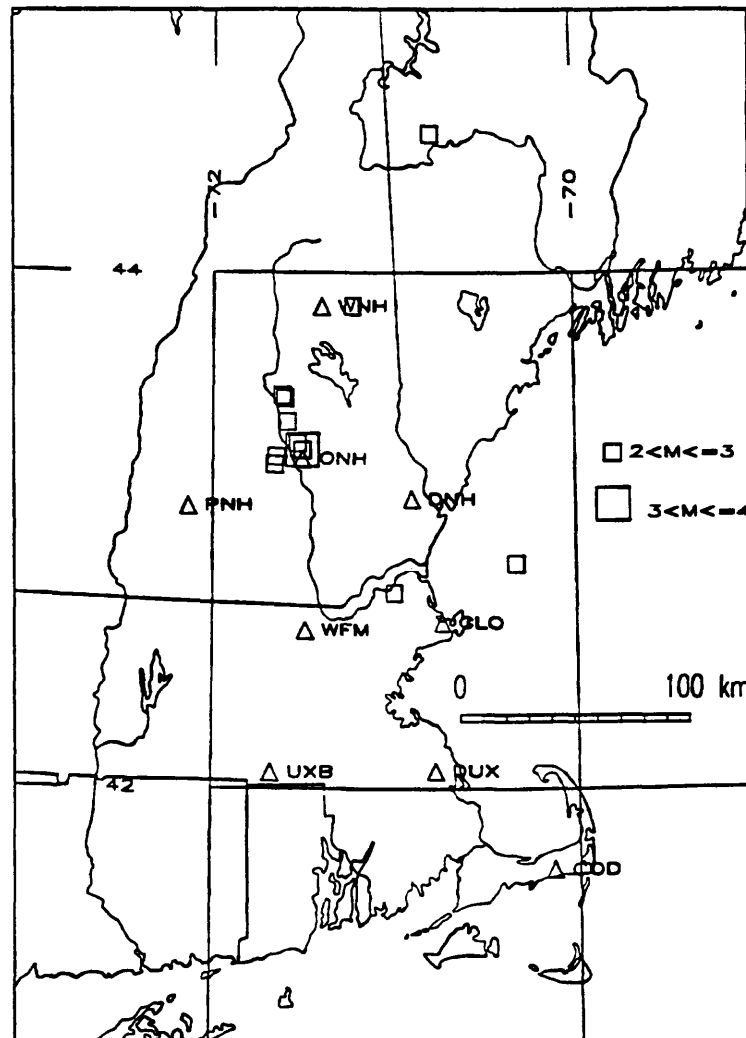 -72
-70
44
WNH
ONH
2<M<=3
PNH
DNH
3<M<=4
GLO
WFM
0 100 km
UXB
DUX
42
COD